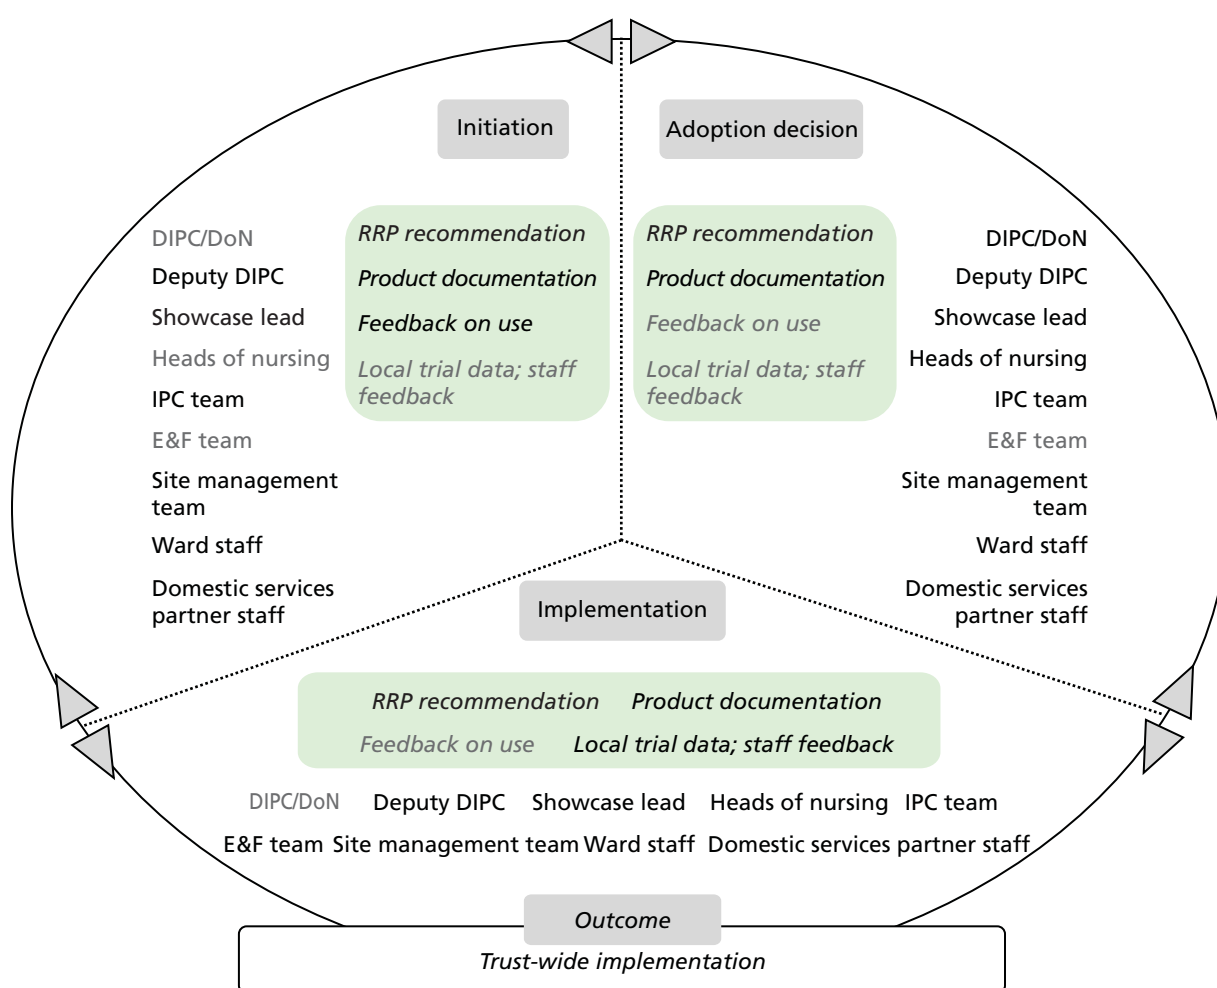 Initiation
Adoption decision
DIPC/DoN
Deputy DIPC
Showcase lead
Heads of nursing
IPC team
E&F team
Site management
team
Ward staff
Domestic services
partner staff
RRP recommendation
Product documentation
Feedback on use
Local trial data; staff
feedback
RRP recommendation
Product documentation
Feedback on use
Local trial data; staff
feedback
DIPC/DoN
Deputy DIPC
Showcase lead
Heads of nursing
IPC team
E&F team
Site management
team
Ward staff
Domestic services
partner staff
Implementation
RRP recommendation Product documentation
Feedback on use Local trial data; staff feedback
DIPC/DoN Deputy DIPC Showcase lead Heads of nursing IPC team
E&F team Site management team Ward staff Domestic services partner staff
Outcome
Trust-wide implementation